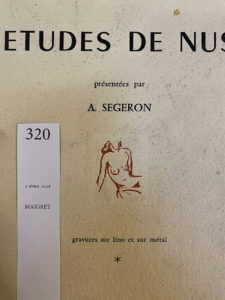 ETUDES DE NUS
présentées par
A. SEGERON
320
MAIGRET
gravures sur lino et sur métal
*